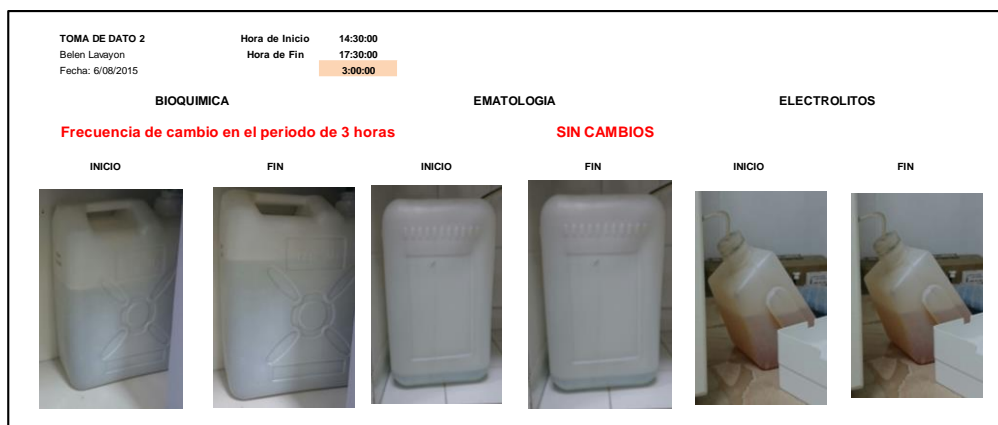 TOMA DE DATO 2 Hora de Inicio 14:30:00
Belen Lavayon Hora de Fin 17:30:00
Fecha: 6/08/2015 3:00:00
BIOQUIMICA EMATOLOGIA ELECTROLITOS
Frecuencia de cambio en el periodo de 3 horas SIN CAMBIOS
INICIO FIN INICIO FIN INICIO FIN